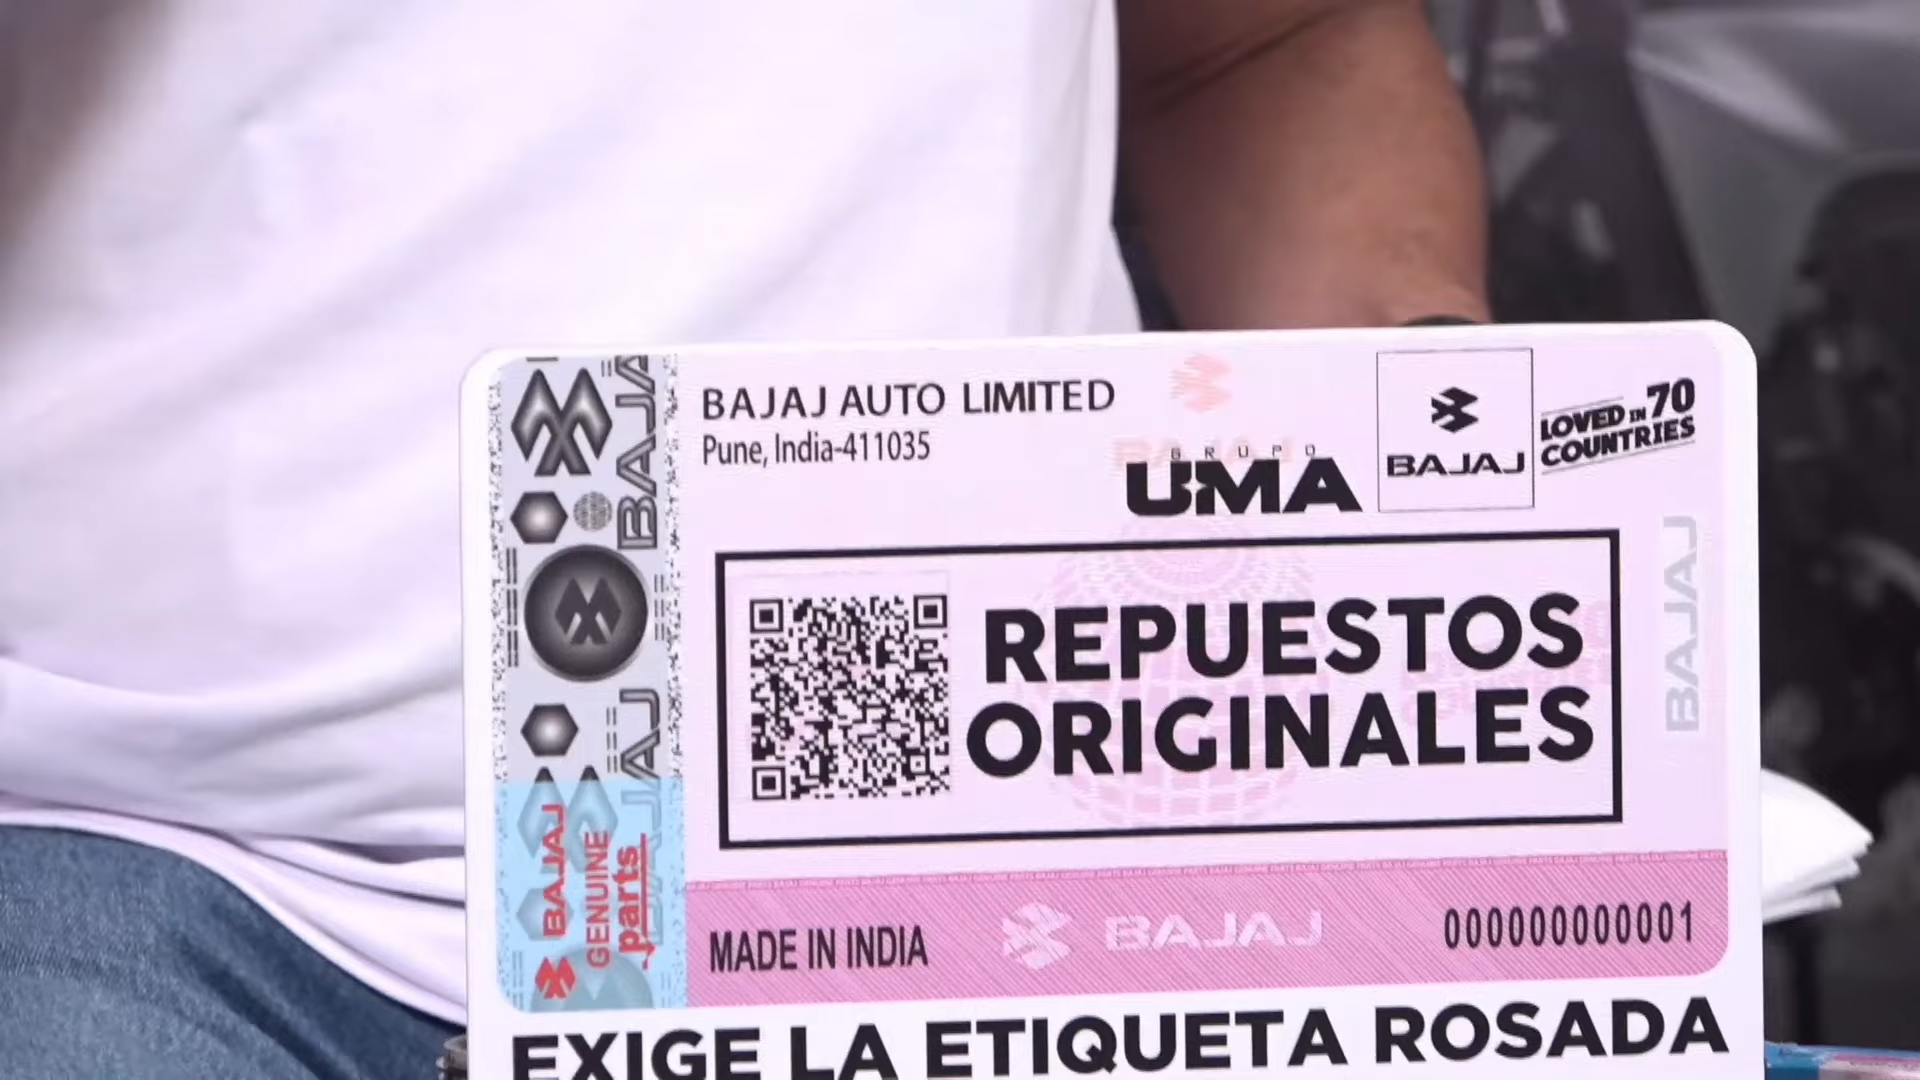 BAJAJ AUTO LIMITED
Pune, India-411035
GRUPO
UMA
BAJAJ
LOVED IN 70
COUNTRIES
REPUESTOS
ORIGINALES
BAJAJ
BAJAJ
BAJAJ
BAJAJ
GENUINE
parts
MADE IN INDIA
BAJAJ
000000000001
EXIGE LA ETIQUETA ROSADA